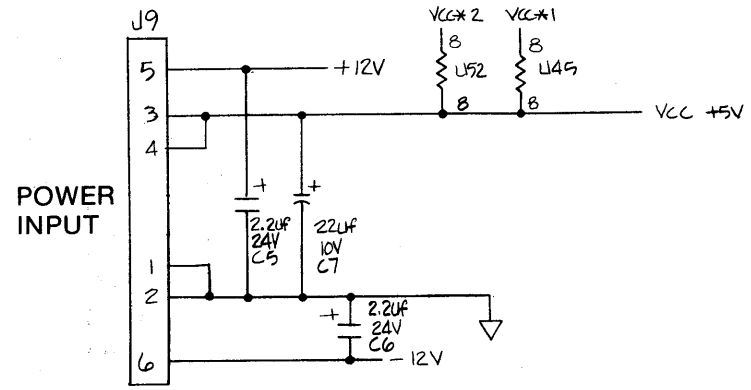 J9
VCC*2 VCC*1
8 8
5 +12V U52 U45
3 8 8 VCC +5V
4
POWER
INPUT
+ +
2.2uf 22uf
24V 10V
C5 C7
1
2
+ 2.2uf
24V
C6
6 -12V